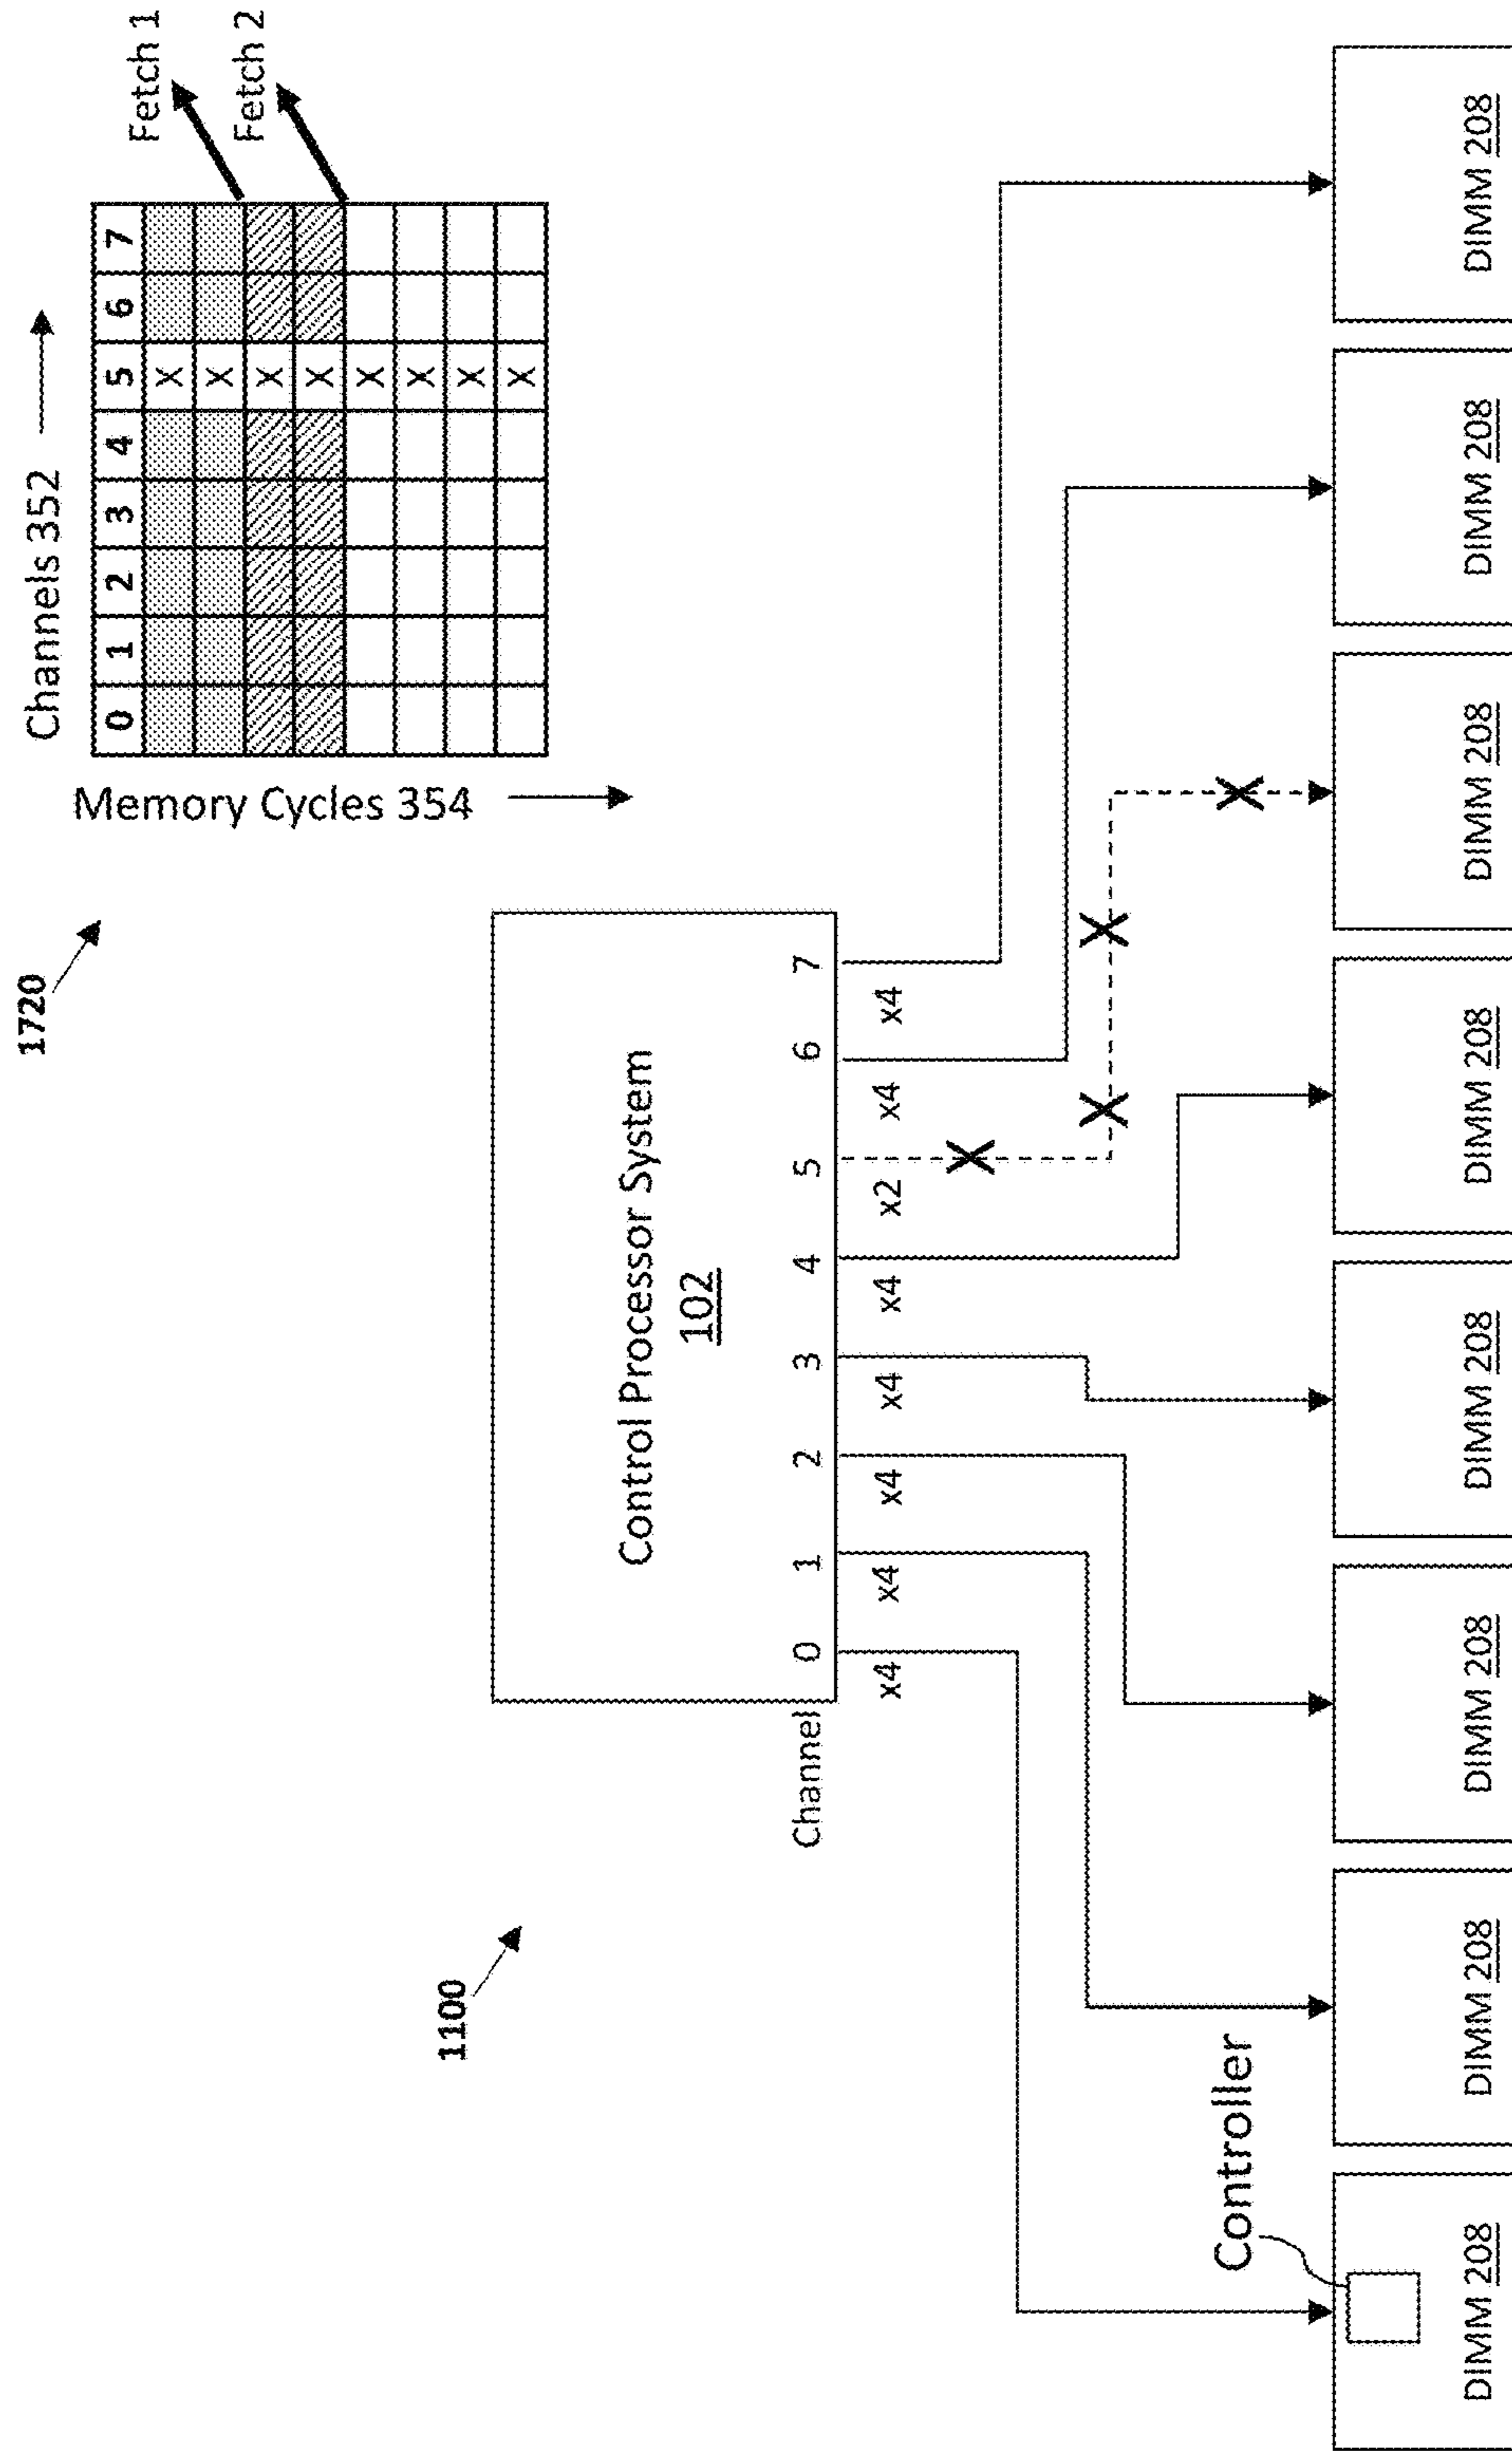 1720
Channels 352
0 1 2 3 4 5 6 7
X
X
X
X
X
X
X
X
Memory Cycles 354
Fetch 1
Fetch 2
1100
Control Processor System
102
Channel 0 1 2 3 4 5 6 7
x4 x4 x4 x4 x4 x2 x4 x4
X X X X
Controller
DIMM 208 DIMM 208 DIMM 208 DIMM 208 DIMM 208 DIMM 208 DIMM 208 DIMM 208